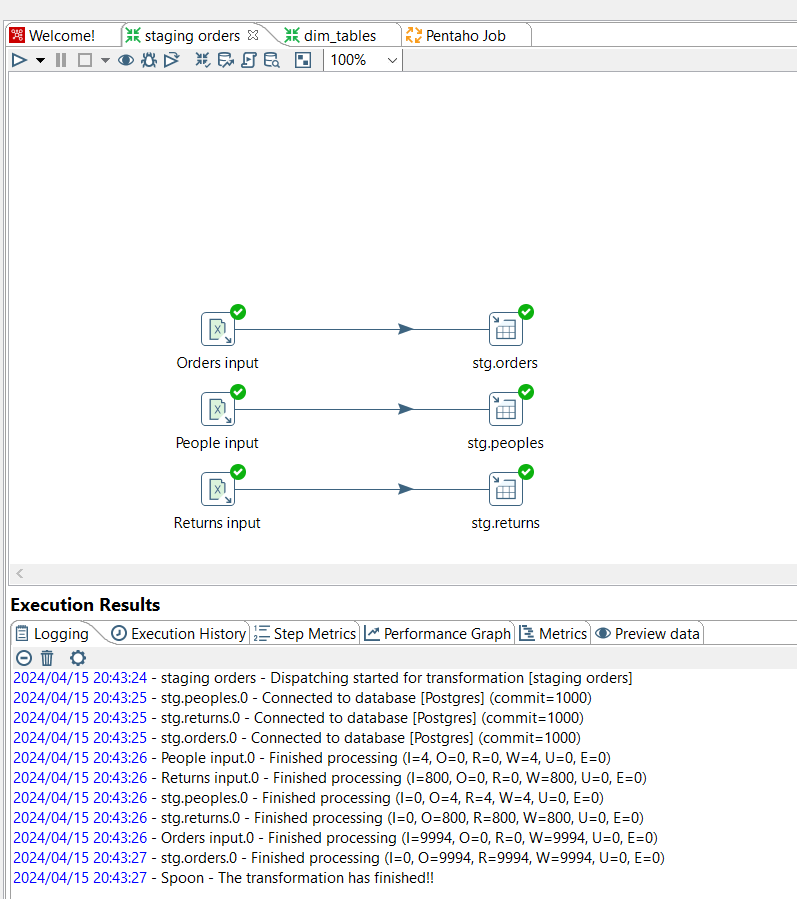 Welcome! staging orders dim_tables Pentaho Job
100%
Orders input stg.orders
People input stg.peoples
Returns input stg.returns
Execution Results
Logging Execution History Step Metrics Performance Graph Metrics Preview data
2024/04/15 20:43:24 - staging orders - Dispatching started for transformation [staging orders]
2024/04/15 20:43:25 - stg.peoples.0 - Connected to database [Postgres] (commit=1000)
2024/04/15 20:43:25 - stg.returns.0 - Connected to database [Postgres] (commit=1000)
2024/04/15 20:43:25 - stg.orders.0 - Connected to database [Postgres] (commit=1000)
2024/04/15 20:43:26 - People input.0 - Finished processing (I=4, O=0, R=0, W=4, U=0, E=0)
2024/04/15 20:43:26 - Returns input.0 - Finished processing (I=800, O=0, R=0, W=800, U=0, E=0)
2024/04/15 20:43:26 - stg.peoples.0 - Finished processing (I=0, O=4, R=4, W=4, U=0, E=0)
2024/04/15 20:43:26 - stg.returns.0 - Finished processing (I=0, O=800, R=800, W=800, U=0, E=0)
2024/04/15 20:43:26 - Orders input.0 - Finished processing (I=9994, O=0, R=0, W=9994, U=0, E=0)
2024/04/15 20:43:27 - stg.orders.0 - Finished processing (I=0, O=9994, R=9994, W=9994, U=0, E=0)
2024/04/15 20:43:27 - Spoon - The transformation has finished!!